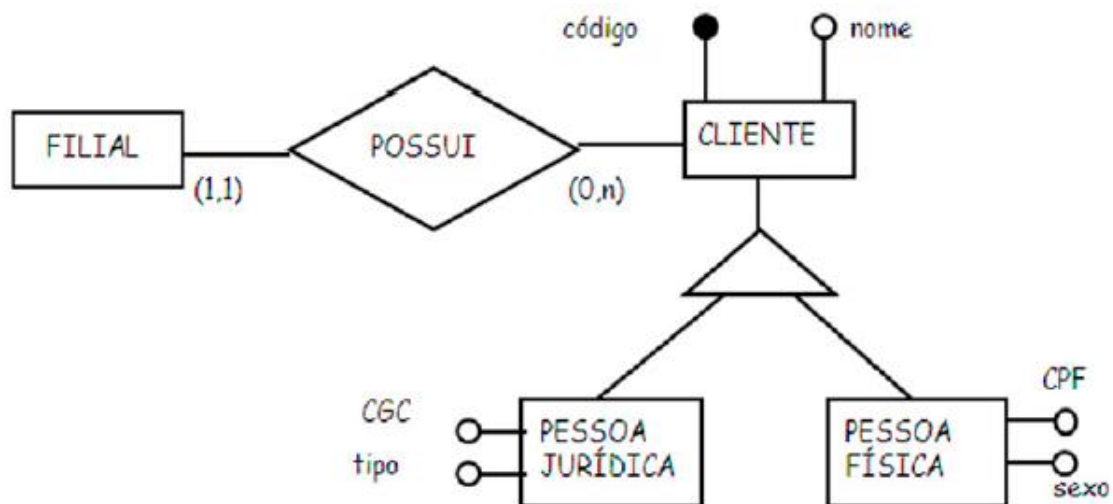 código
nome
FILIAL
POSSUI
CLIENTE
(1,1)
(0,n)
CGC
tipo
PESSOA
JURÍDICA
PESSOA
FÍSICA
CPF
sexo